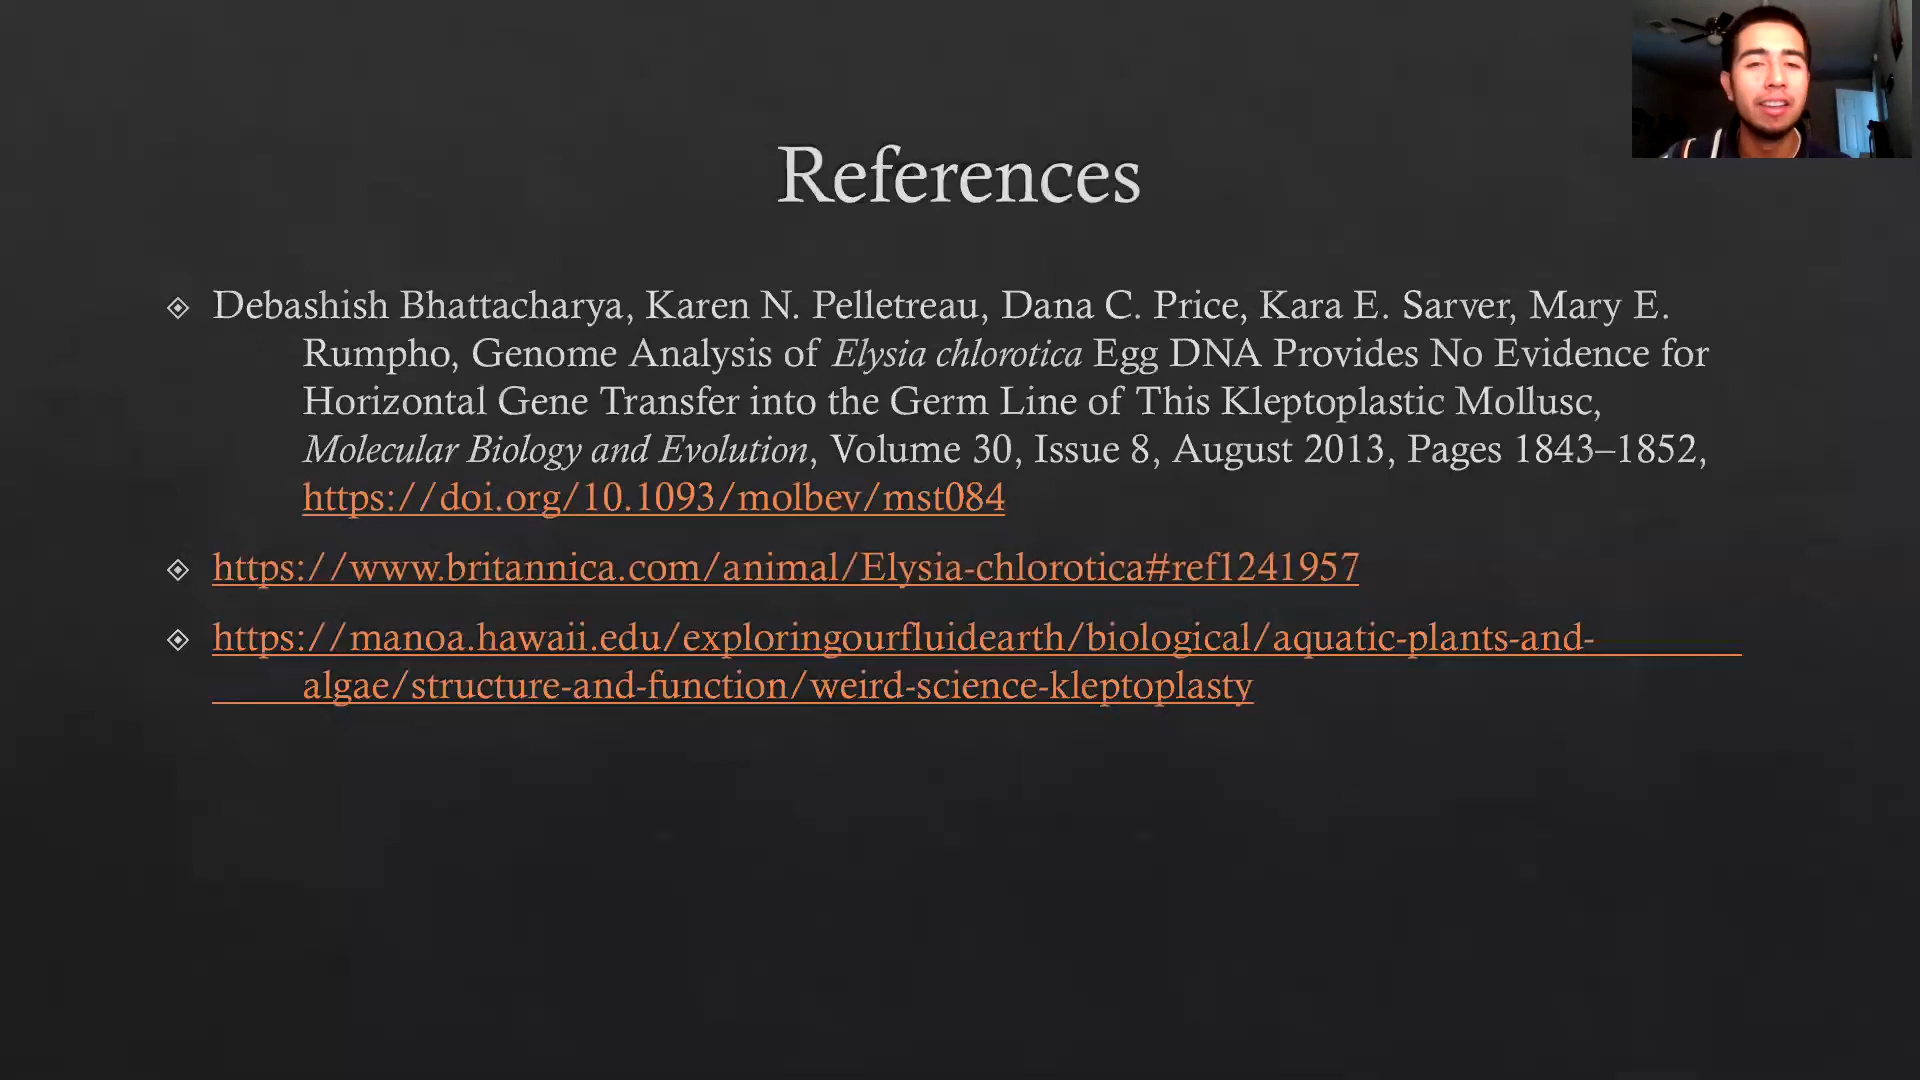 References
Debashish Bhattacharya, Karen N. Pelletreau, Dana C. Price, Kara E. Sarver, Mary E.
Rumpho, Genome Analysis of Elysia chlorotica Egg DNA Provides No Evidence for
Horizontal Gene Transfer into the Germ Line of This Kleptoplastic Mollusc,
Molecular Biology and Evolution, Volume 30, Issue 8, August 2013, Pages 1843–1852,
https://doi.org/10.1093/molbev/mst084
https://www.britannica.com/animal/Elysia-chlorotica#ref1241957
https://manoa.hawaii.edu/exploringourfluidearth/biological/aquatic-plants-and-
algae/structure-and-function/weird-science-kleptoplasty